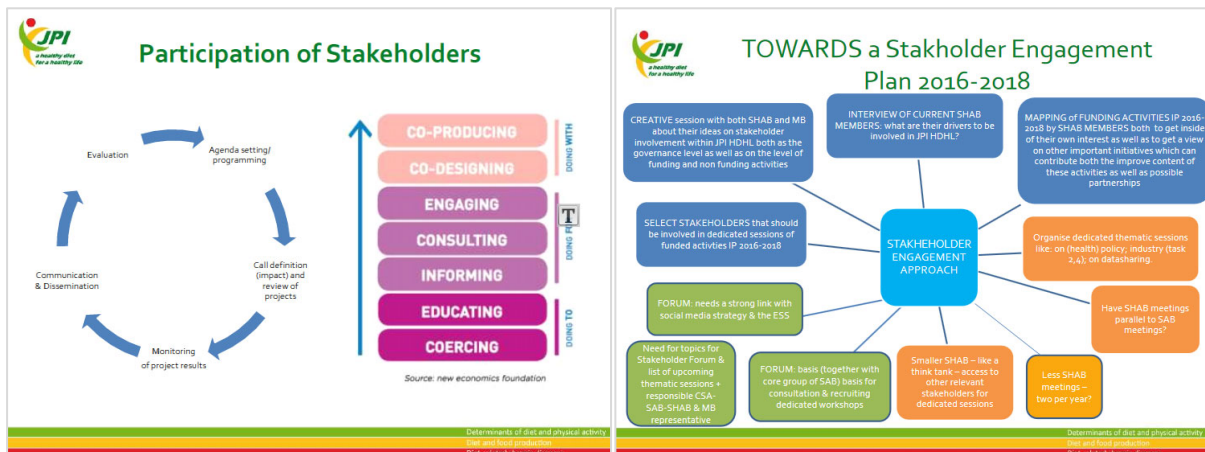 JPI
a healthy diet
for a healthy life
Participation of Stakeholders
Evaluation
Agenda setting/
programming
Call definition
(impact) and
review of
projects
Monitoring
of project results
Communication
& Dissemination
CO-PRODUCING
CO-DESIGNING
ENGAGING
CONSULTING
INFORMING
EDUCATING
COERCING
DOING WITH
DOING
T
DOING TO
Source: new economics foundation
Determinants of diet and physical activity
Diet and food production
JPI
a healthy diet
for a healthy life
TOWARDS a Stakholder Engagement
Plan 2016-2018
CREATIVE session with both SHAB and MB
about their ideas on stakeholder
involvement within JPI HDHL both as the
governance level as well as on the level of
funding and non funding activities
INTERVIEW OF CURRENT SHAB
MEMBERS: what are their drivers to be
involved in JPI HDHL?
MAPPING of FUNDING ACTIVITIES IP 2016-
2018 by SHAB MEMBERS both to get inside
of their own interest as well as to get a view
on other important initiatives which can
contribute both the improve content of
these activities as well as possible
partnerships
SELECT STAKEHOLDERS that should
be involved in dedicated sessions of
funded activties IP 2016-2018
STAKHEHOLDER
ENGAGEMENT
APPROACH
Organise dedicated thematic sessions
like: on (health) policy; industry (task
2,4); on datasharing
FORUM: needs a strong link with
social media strategy & the ESS
Have SHAB meetings
parallel to SAB
meetings?
Need for topics for
Stakeholder Forum &
list of upcoming
thematic sessions +
responsible CSA-
SAB-SHAB & MB
representative
FORUM: basis (together with
core group of SAB) basis for
consultation & recruiting
dedicated workshops
Smaller SHAB – like a
think tank – access to
other relevant
stakeholders for
dedicated sessions
Less SHAB
meetings –
two per year?
Determinants of diet and physical activity
Diet and food production